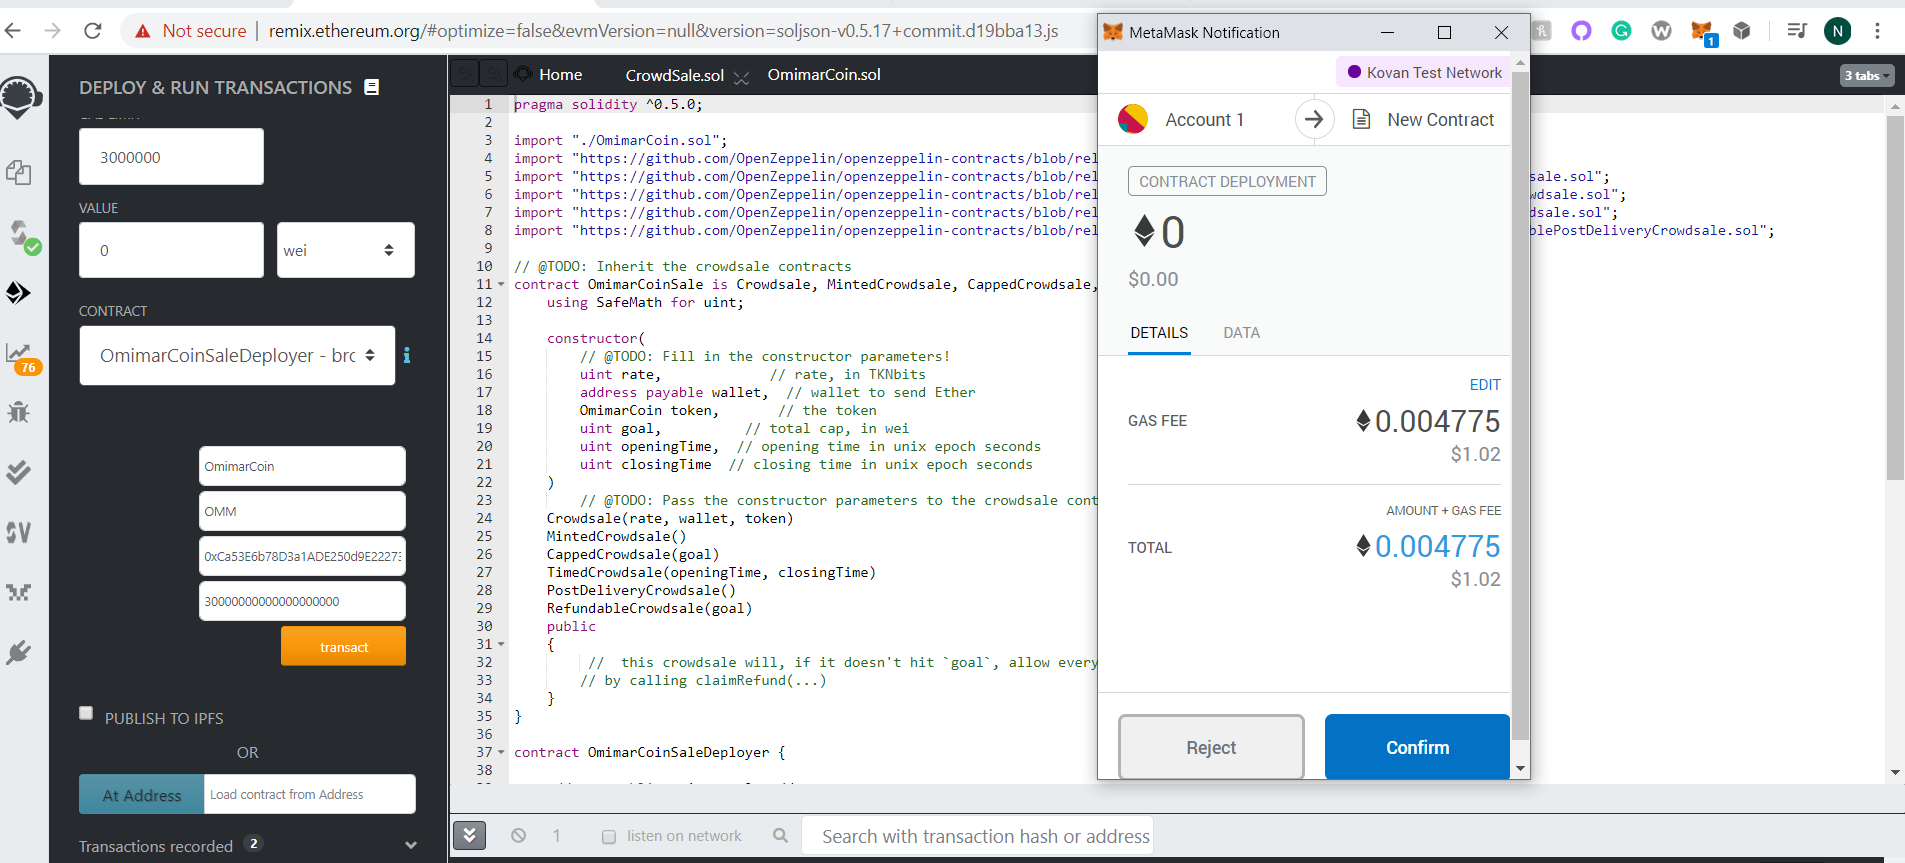 Not secure | remix.ethereum.org/#optimize=false&evmVersion=null&version=soljson-v0.5.17+commit.d19bba13.js
N
1
DEPLOY & RUN TRANSACTIONS
3000000
VALUE
0
wei
CONTRACT
OmimarCoinSaleDeployer - bro
76
OmimarCoin
OMM
0xCa53E6b78D3a1ADE250d9E22273
30000000000000000000
transact
PUBLISH TO IPFS
OR
At Address
Load contract from Address
Transactions recorded 2
Home
CrowdSale.sol
OmimarCoin.sol
3 tabs
1 pragma solidity ^0.5.0;
2
3 import "./OmimarCoin.sol";
4 import "https://github.com/OpenZeppelin/openzeppelin-contracts/blob/rel
5 import "https://github.com/OpenZeppelin/openzeppelin-contracts/blob/rel sale.sol";
6 import "https://github.com/OpenZeppelin/openzeppelin-contracts/blob/rel wdsale.sol";
7 import "https://github.com/OpenZeppelin/openzeppelin-contracts/blob/rel dsale.sol";
8 import "https://github.com/OpenZeppelin/openzeppelin-contracts/blob/rel blePostDeliveryCrowdsale.sol";
9
10 // @TODO: Inherit the crowdsale contracts
11 contract OmimarCoinSale is Crowdsale, MintedCrowdsale, CappedCrowdsale,
12 using SafeMath for uint;
13
14 constructor(
15 // @TODO: Fill in the constructor parameters!
16 uint rate, // rate, in TKNbits
17 address payable wallet, // wallet to send Ether
18 OmimarCoin token, // the token
19 uint goal, // total cap, in wei
20 uint openingTime, // opening time in unix epoch seconds
21 uint closingTime // closing time in unix epoch seconds
22 )
23 // @TODO: Pass the constructor parameters to the crowdsale cont
24 Crowdsale(rate, wallet, token)
25 MintedCrowdsale()
26 CappedCrowdsale(goal)
27 TimedCrowdsale(openingTime, closingTime)
28 PostDeliveryCrowdsale()
29 RefundableCrowdsale(goal)
30 public
31 {
32 // this crowdsale will, if it doesn't hit `goal`, allow every
33 // by calling claimRefund(...)
34 }
35 }
36
37 contract OmimarCoinSaleDeployer {
38
1
listen on network
Search with transaction hash or address
MetaMask Notification
Kovan Test Network
Account 1
New Contract
CONTRACT DEPLOYMENT
0
$0.00
DETAILS
DATA
EDIT
GAS FEE
0.004775
$1.02
AMOUNT + GAS FEE
TOTAL
0.004775
$1.02
Reject
Confirm